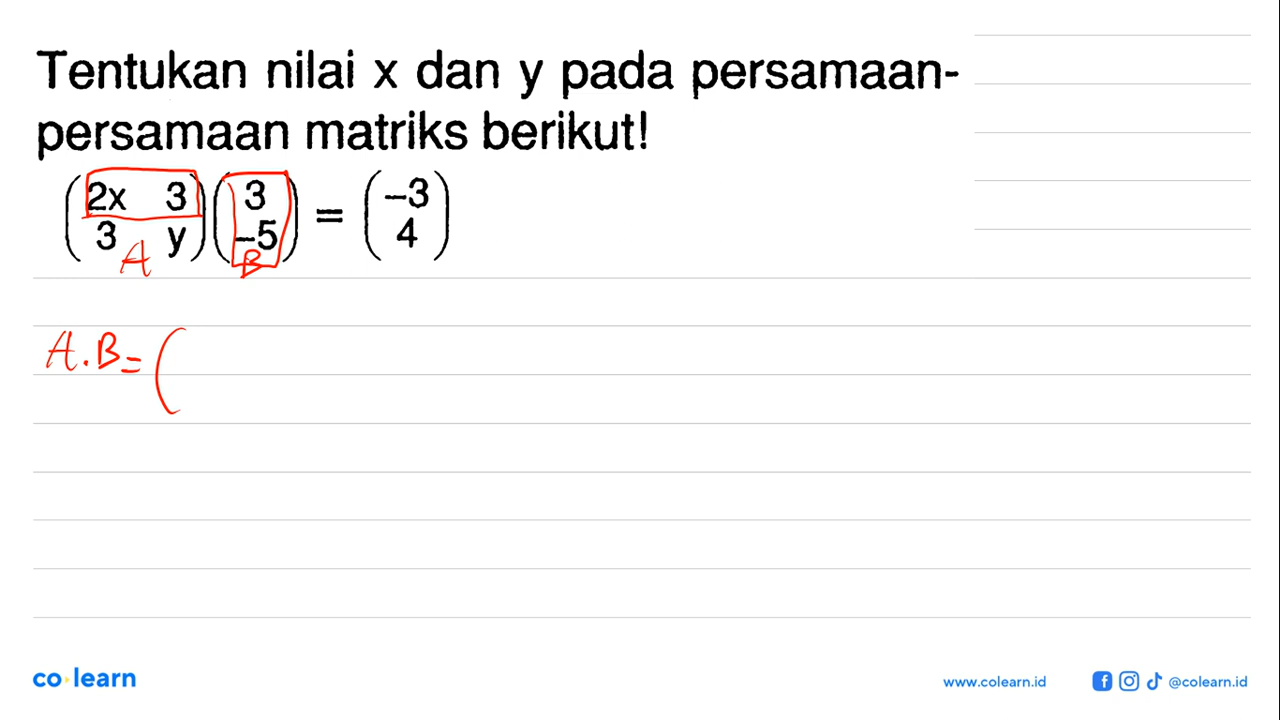 Tentukan nilai x dan y pada persamaan-
persamaan matriks berikut!
(2x 3
3 y)(3
-5) = (-3
4)
A B
A.B=(
co learn
www.colearn.id @colearn.id